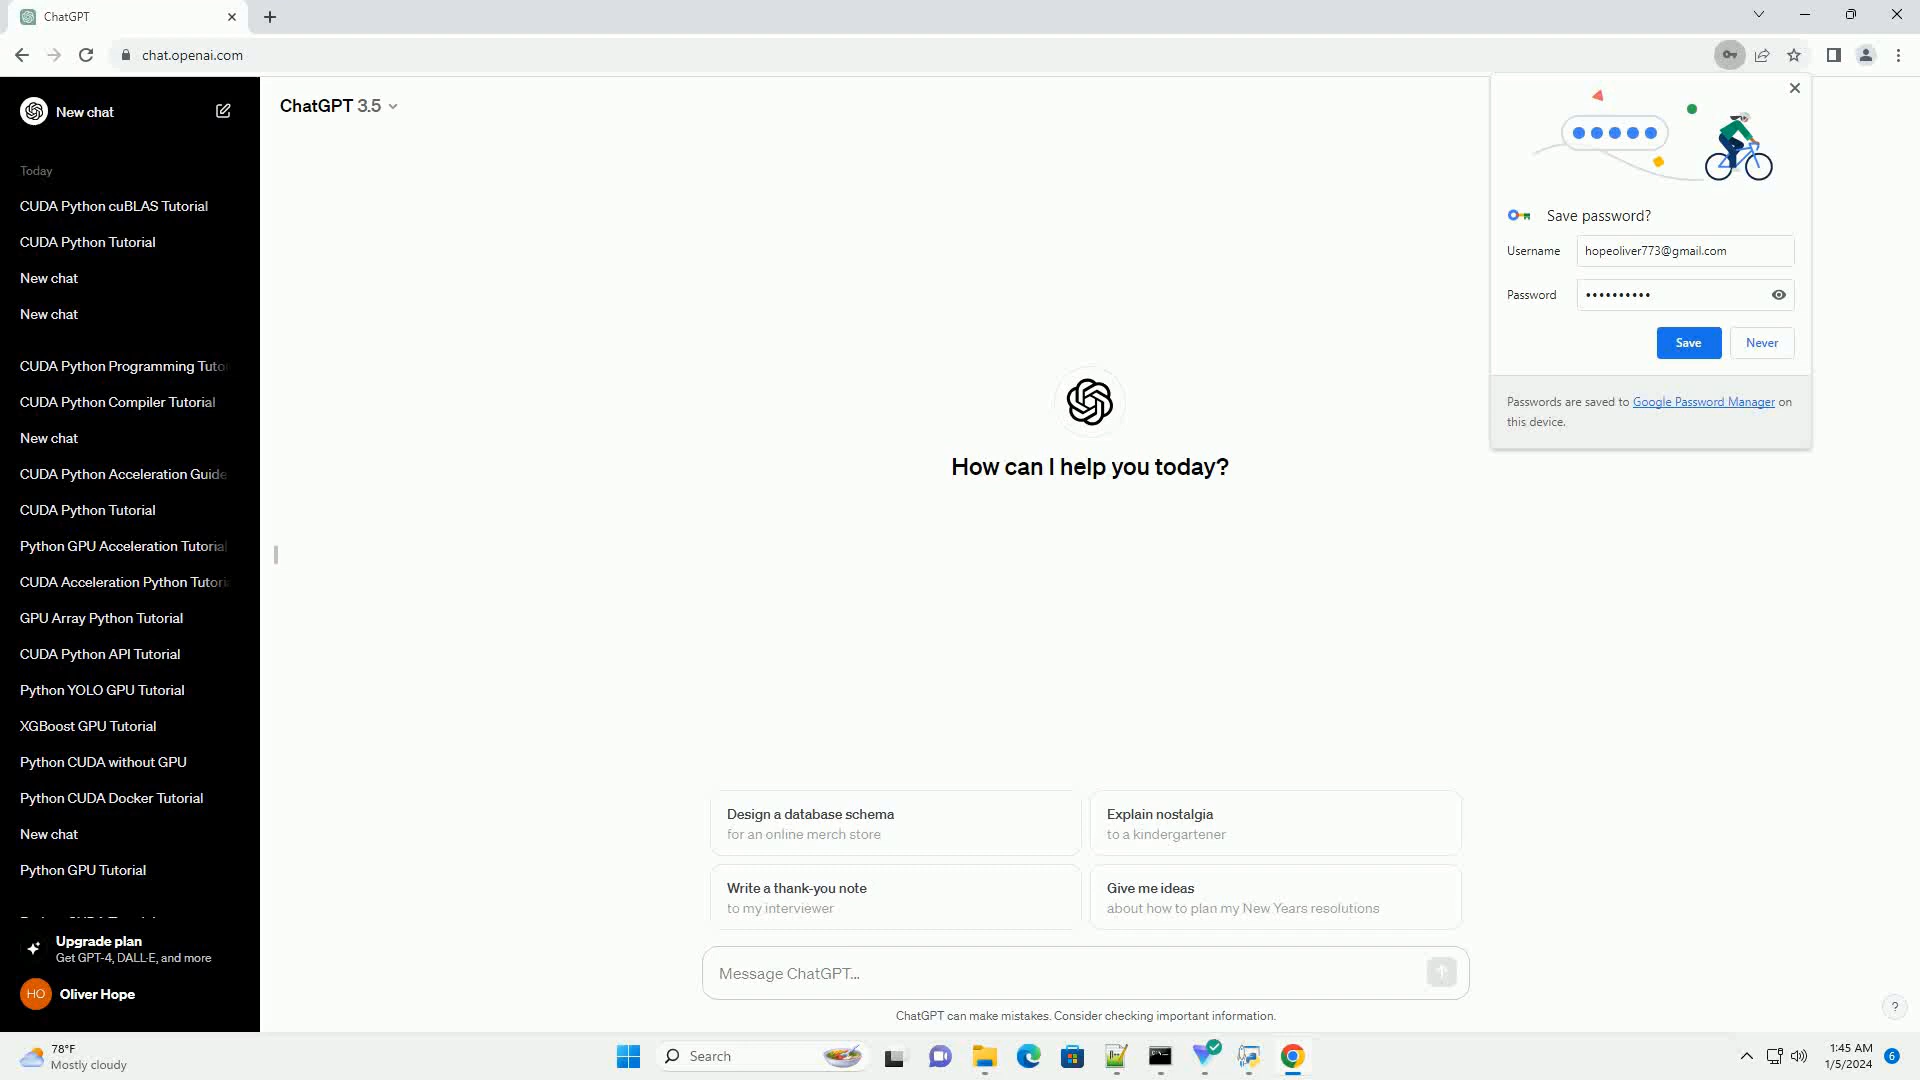 ChatGPT
chat.openai.com
New chat
Today
CUDA Python cuBLAS Tutorial
CUDA Python Tutorial
New chat
New chat
CUDA Python Programming Tuto
CUDA Python Compiler Tutorial
New chat
CUDA Python Acceleration Guide
CUDA Python Tutorial
Python GPU Acceleration Tutorial
CUDA Acceleration Python Tutori
GPU Array Python Tutorial
CUDA Python API Tutorial
Python YOLO GPU Tutorial
XGBoost GPU Tutorial
Python CUDA without GPU
Python CUDA Docker Tutorial
New chat
Python GPU Tutorial
Upgrade plan
Get GPT-4, DALL·E, and more
HO
Oliver Hope
ChatGPT 3.5
How can I help you today?
Design a database schema
for an online merch store
Explain nostalgia
to a kindergartener
Write a thank-you note
to my interviewer
Give me ideas
about how to plan my New Years resolutions
Message ChatGPT...
ChatGPT can make mistakes. Consider checking important information.
?
Save password?
Username
hopeoliver773@gmail.com
Password
••••••••••
Save
Never
Passwords are saved to Google Password Manager on
this device.
78°F
Mostly cloudy
Search
1:45 AM
1/5/2024
6